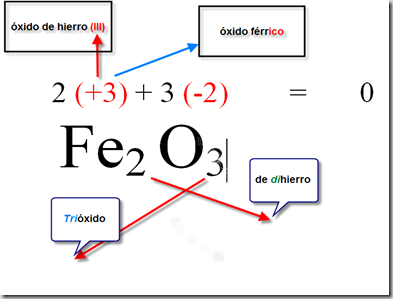 óxido de hierro (III)
óxido férrico
2 (+3) + 3 (-2) = 0
Fe2 O3
de dihierro
Trióxido